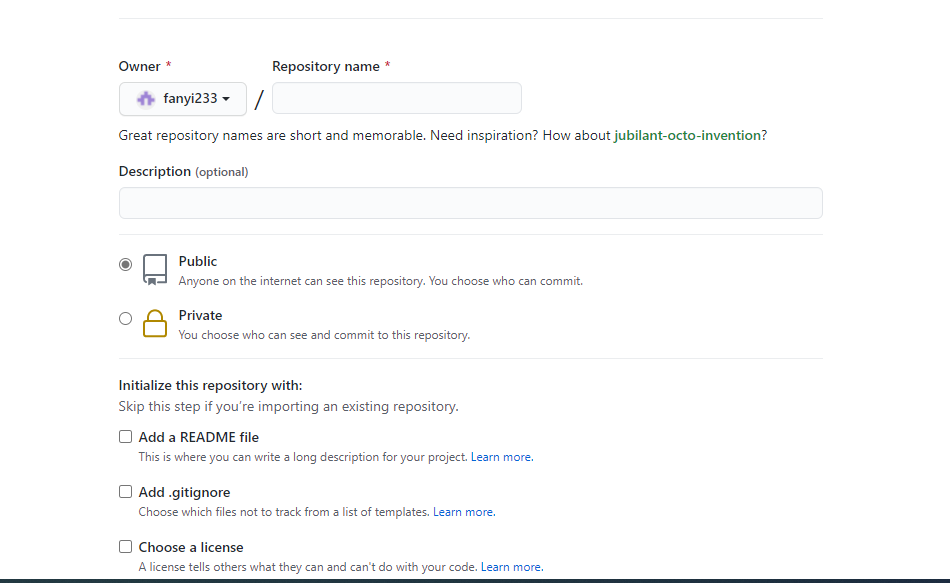 Owner *
Repository name *
fanyi233
/
Great repository names are short and memorable. Need inspiration? How about jubilant-octo-invention?
Description (optional)
Public
Anyone on the internet can see this repository. You choose who can commit.
Private
You choose who can see and commit to this repository.
Initialize this repository with:
Skip this step if you're importing an existing repository.
Add a README file
This is where you can write a long description for your project. Learn more.
Add .gitignore
Choose which files not to track from a list of templates. Learn more.
Choose a license
A license tells others what they can and can't do with your code. Learn more.